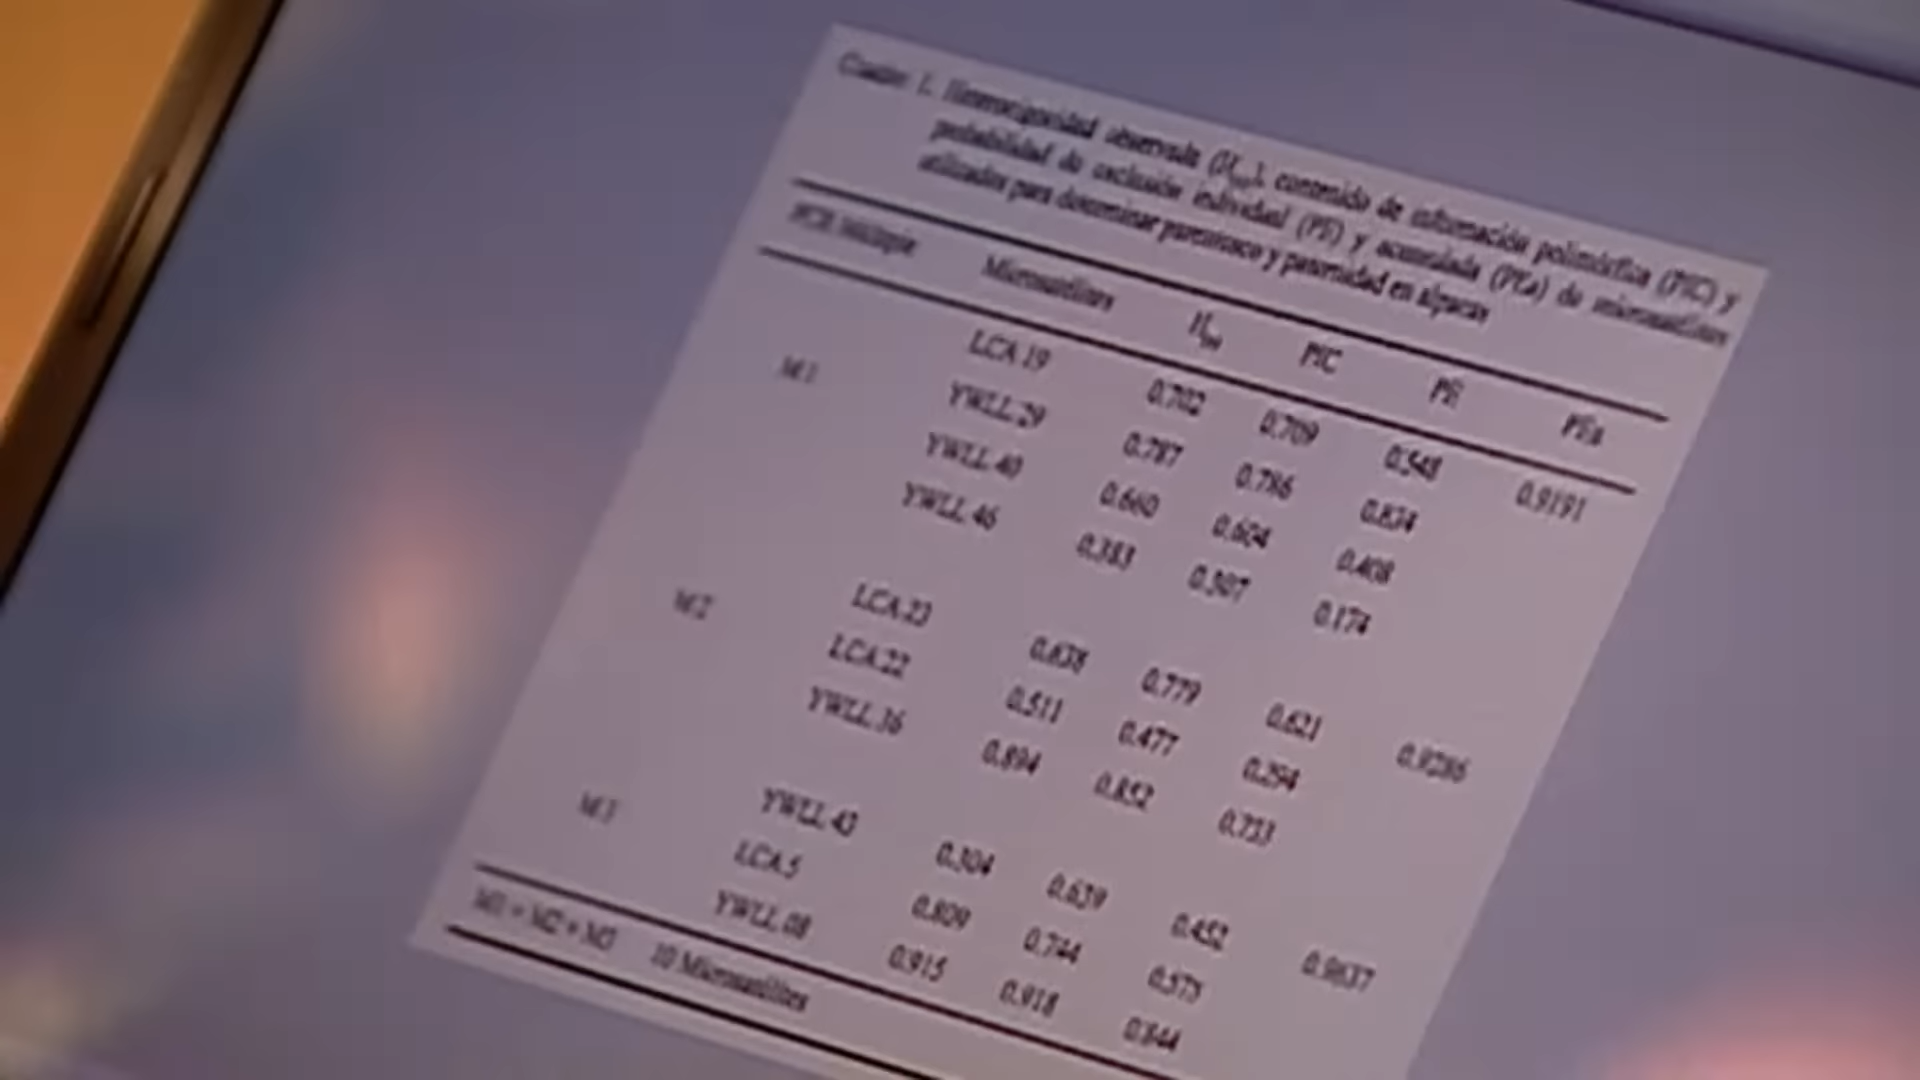 Cuadro 1. Heterocigosidad observada (H), contenido de información polimórfica (PIC) y
probabilidad de exclusión individual (PEi) y acumulada (PEa) de microsatélites
utilizados para determinar parentesco y paternidad en alpacas
PCR Múltiple Microsatélites H PIC PEi PEa
M1 LCA 19 0.702 0.709 0.548 0.9191
YWLL 29 0.787 0.786 0.634
YWLL 40 0.660 0.604 0.408
YWLL 46 0.383 0.307 0.174
M2 LCA 23 0.638 0.779 0.621 0.9286
LCA 22 0.511 0.477 0.294
YWLL 36 0.894 0.852 0.733
M3 YWLL 43 0.304 0.639 0.452
LCA 5 0.809 0.744 0.575
YWLL 08 0.915 0.918 0.844
M1 + M2 + M3 10 Microsatélites